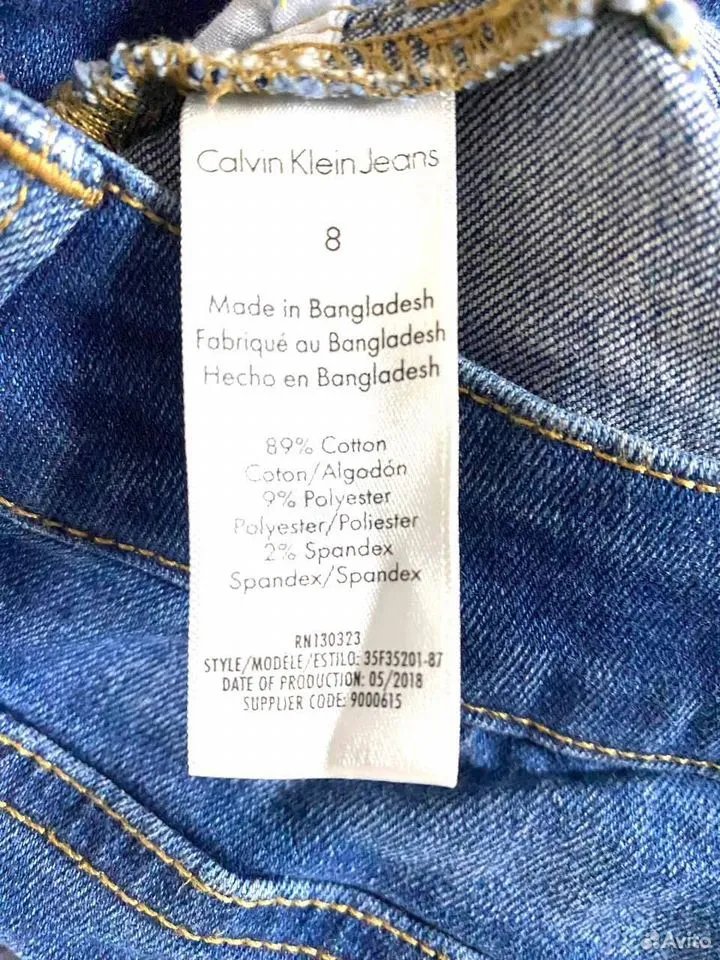 Calvin Klein Jeans
8
Made in Bangladesh
Fabriqué au Bangladesh
Hecho en Bangladesh
89% Cotton
Coton/Algodón
9% Polyester
Polyester/Poliester
2% Spandex
Spandex/Spandex
RN130323
STYLE/MODÈLE/ESTILO: 35F35201-87
DATE OF PRODUCTION: 05/2018
SUPPLIER CODE: 9000615
Avito